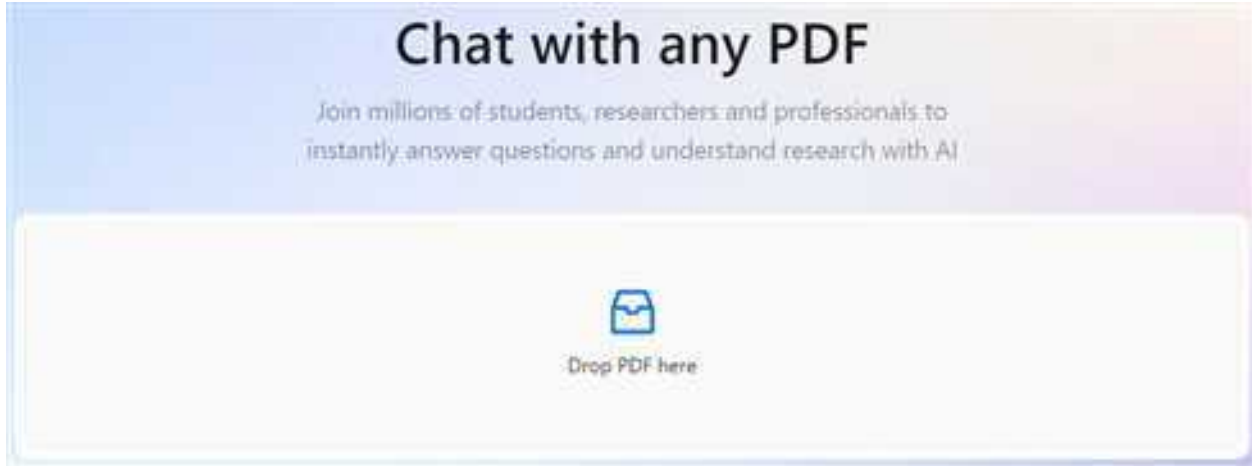 Chat with any PDF
Join millions of students, researchers and professionals to
instantly answer questions and understand research with AI
Drop PDF here